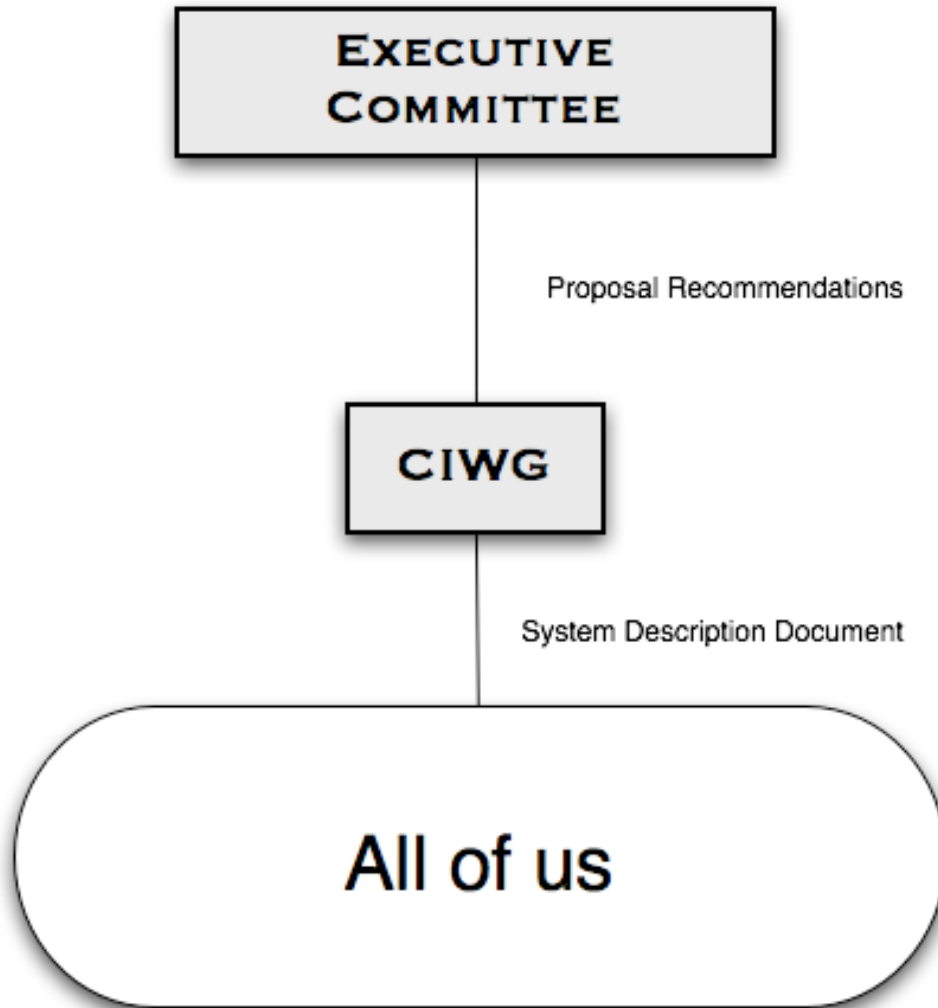 EXECUTIVE
COMMITTEE
Proposal Recommendations
CIWG
System Description Document
All of us